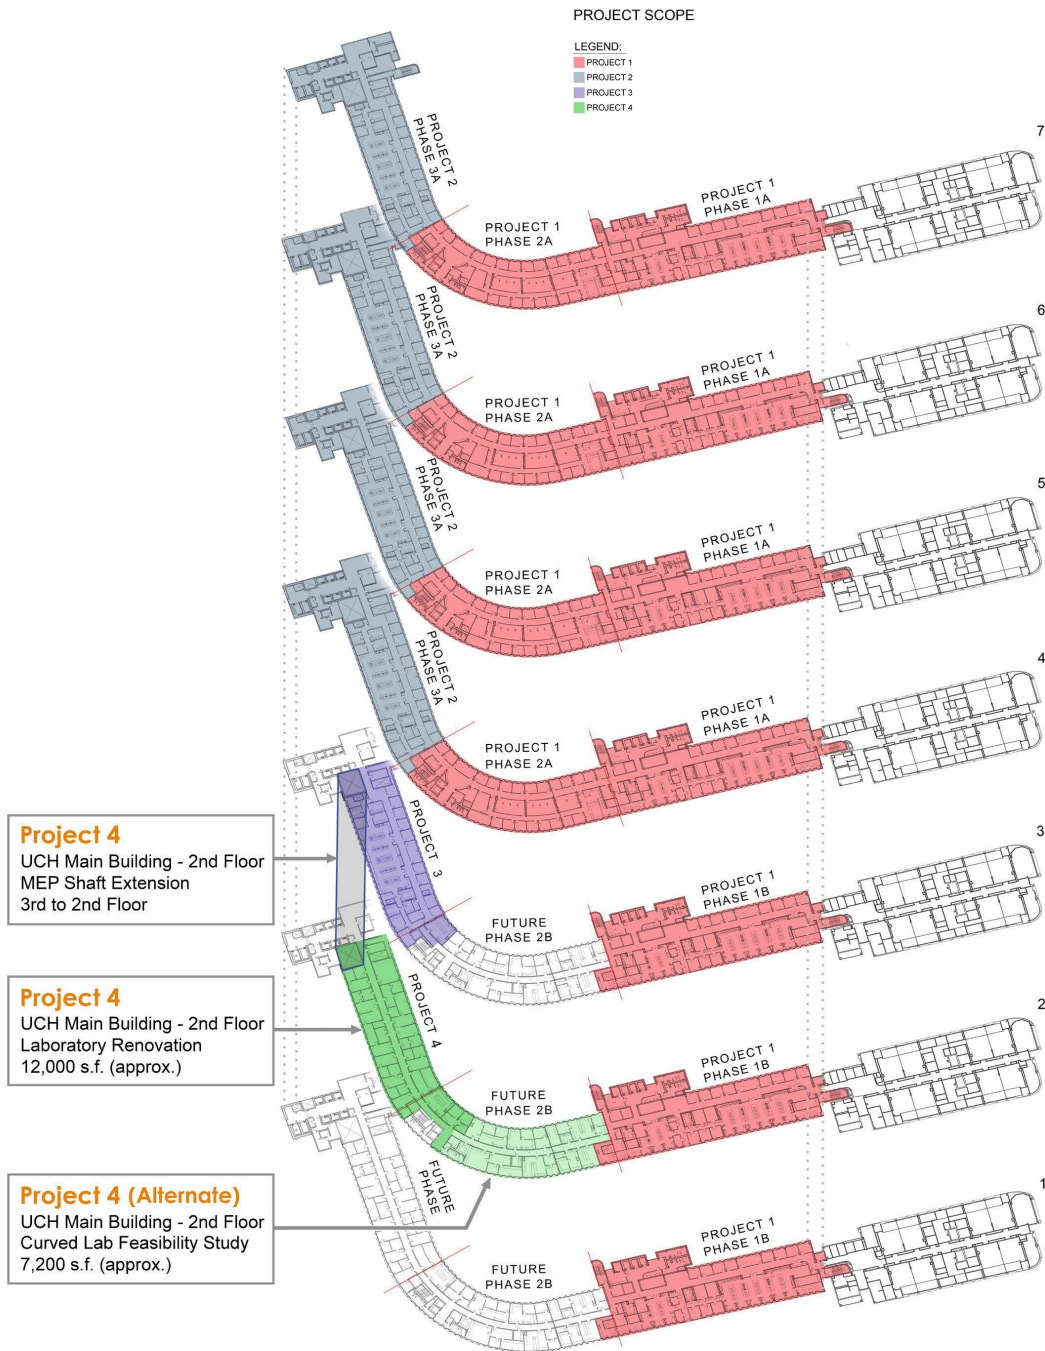 PROJECT SCOPE
LEGEND:
PROJECT 1
PROJECT 2
PROJECT 3
PROJECT 4
7
PROJECT 2
PHASE 3A
PROJECT 1
PHASE 2A
PROJECT 1
PHASE 1A
6
PROJECT 2
PHASE 3A
PROJECT 1
PHASE 2A
PROJECT 1
PHASE 1A
5
PROJECT 2
PHASE 3A
PROJECT 1
PHASE 2A
PROJECT 1
PHASE 1A
4
PROJECT 2
PHASE 3A
PROJECT 1
PHASE 2A
PROJECT 1
PHASE 1A
3
PROJECT 3
FUTURE
PHASE 2B
PROJECT 1
PHASE 1B
Project 4
UCH Main Building - 2nd Floor
MEP Shaft Extension
3rd to 2nd Floor
2
PROJECT 4
FUTURE
PHASE 2B
PROJECT 1
PHASE 1B
Project 4
UCH Main Building - 2nd Floor
Laboratory Renovation
12,000 s.f. (approx.)
1
FUTURE
PHASE
FUTURE
PHASE 2B
PROJECT 1
PHASE 1B
Project 4 (Alternate)
UCH Main Building - 2nd Floor
Curved Lab Feasibility Study
7,200 s.f. (approx.)